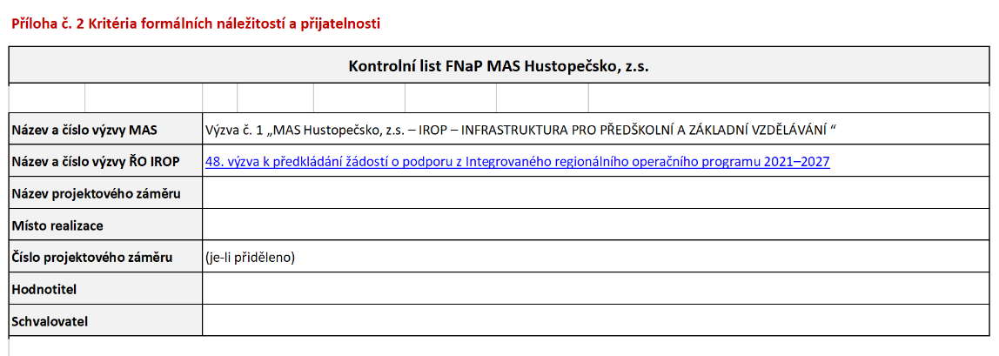 Příloha č. 2 Kritéria formálních náležitostí a přijatelnosti
Kontrolní list FNaP MAS Hustopečsko, z.s.
Název a číslo výzvy MAS Výzva č. 1 „MAS Hustopečsko, z.s. – IROP – INFRASTRUKTURA PRO PŘEDŠKOLNÍ A ZÁKLADNÍ VZDĚLÁVÁNÍ “
Název a číslo výzvy ŘO IROP 48. výzva k předkládání žádostí o podporu z Integrovaného regionálního operačního programu 2021–2027
Název projektového záměru
Místo realizace
Číslo projektového záměru (je-li přiděleno)
Hodnotitel
Schvalovatel